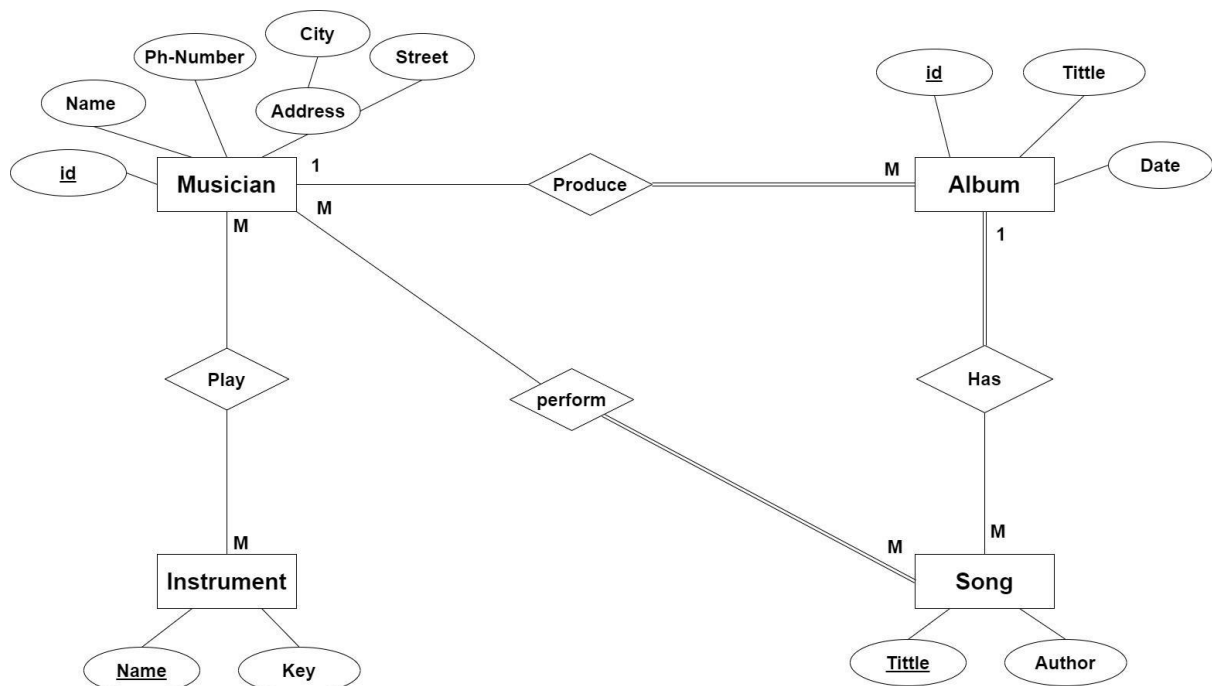 City
Ph-Number
Street
Name
Address
id
Musician
id
Tittle
Date
Album
1
M
Produce
M
M
1
Play
perform
Has
M
M
M
Instrument
Song
Name
Key
Tittle
Author